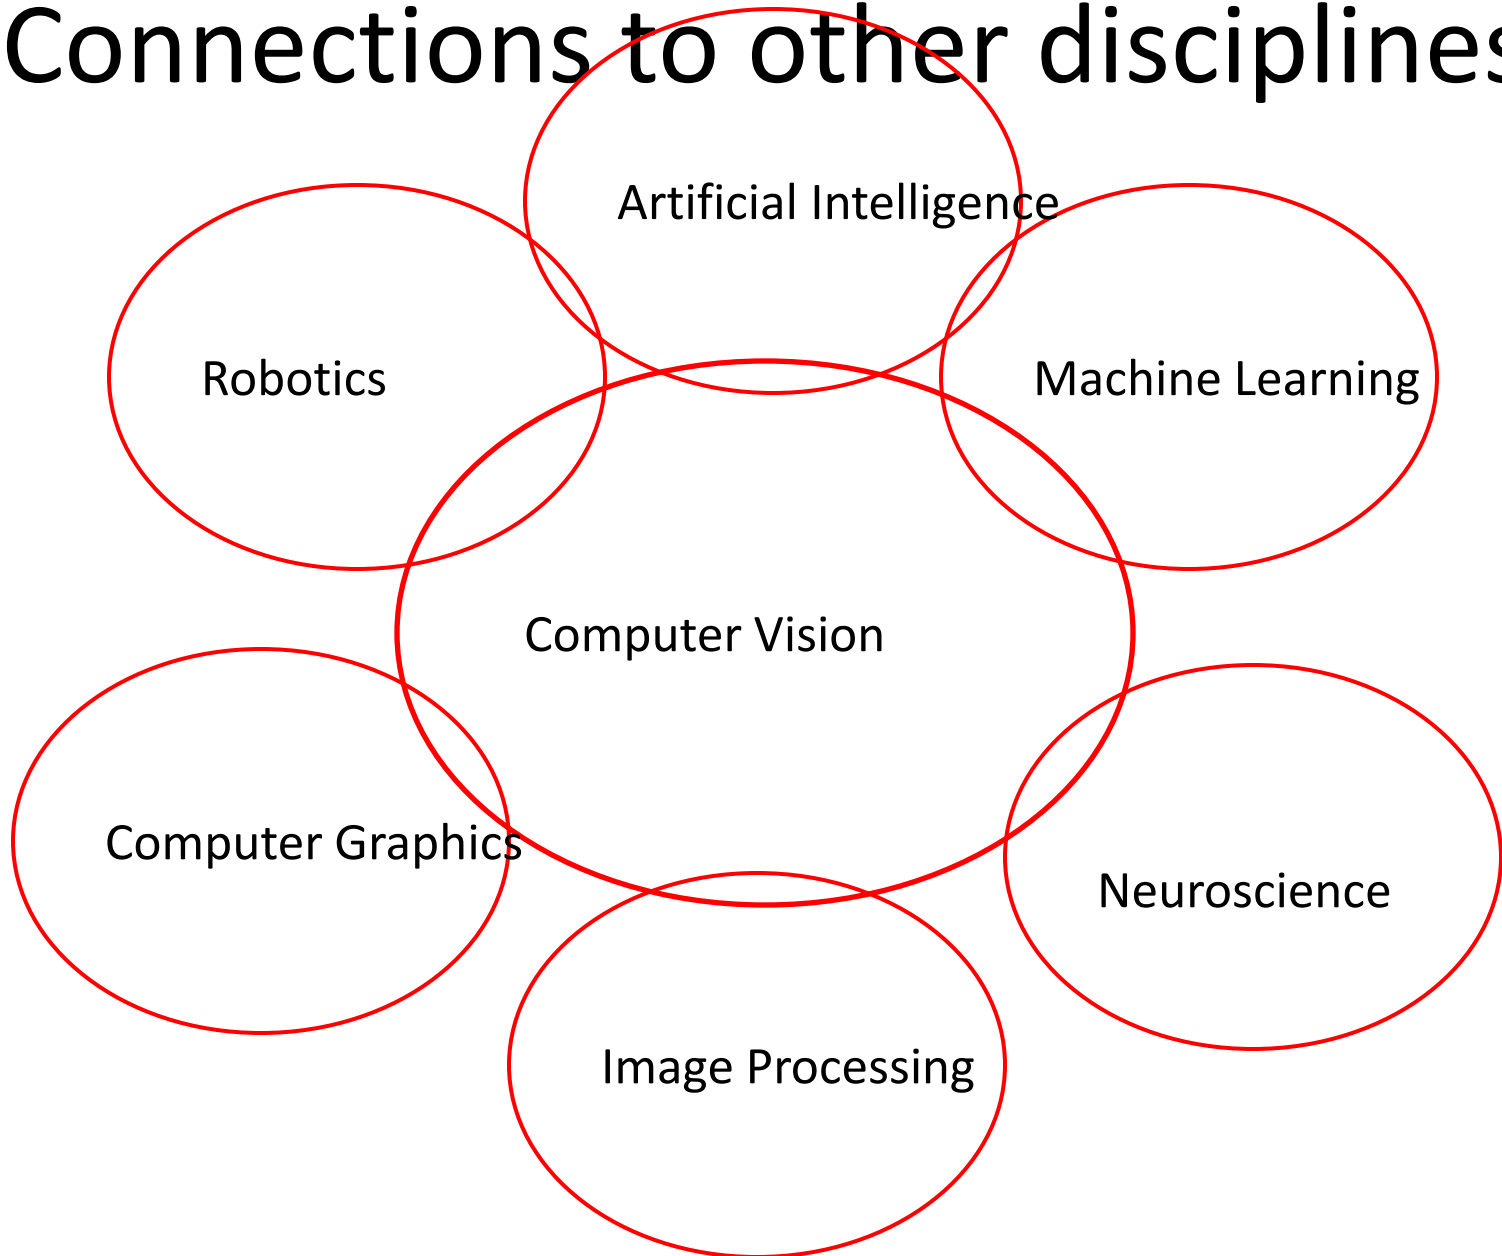 Connections to other disciplines
Artificial Intelligence
Robotics
Machine Learning
Computer Vision
Computer Graphics
Neuroscience
Image Processing